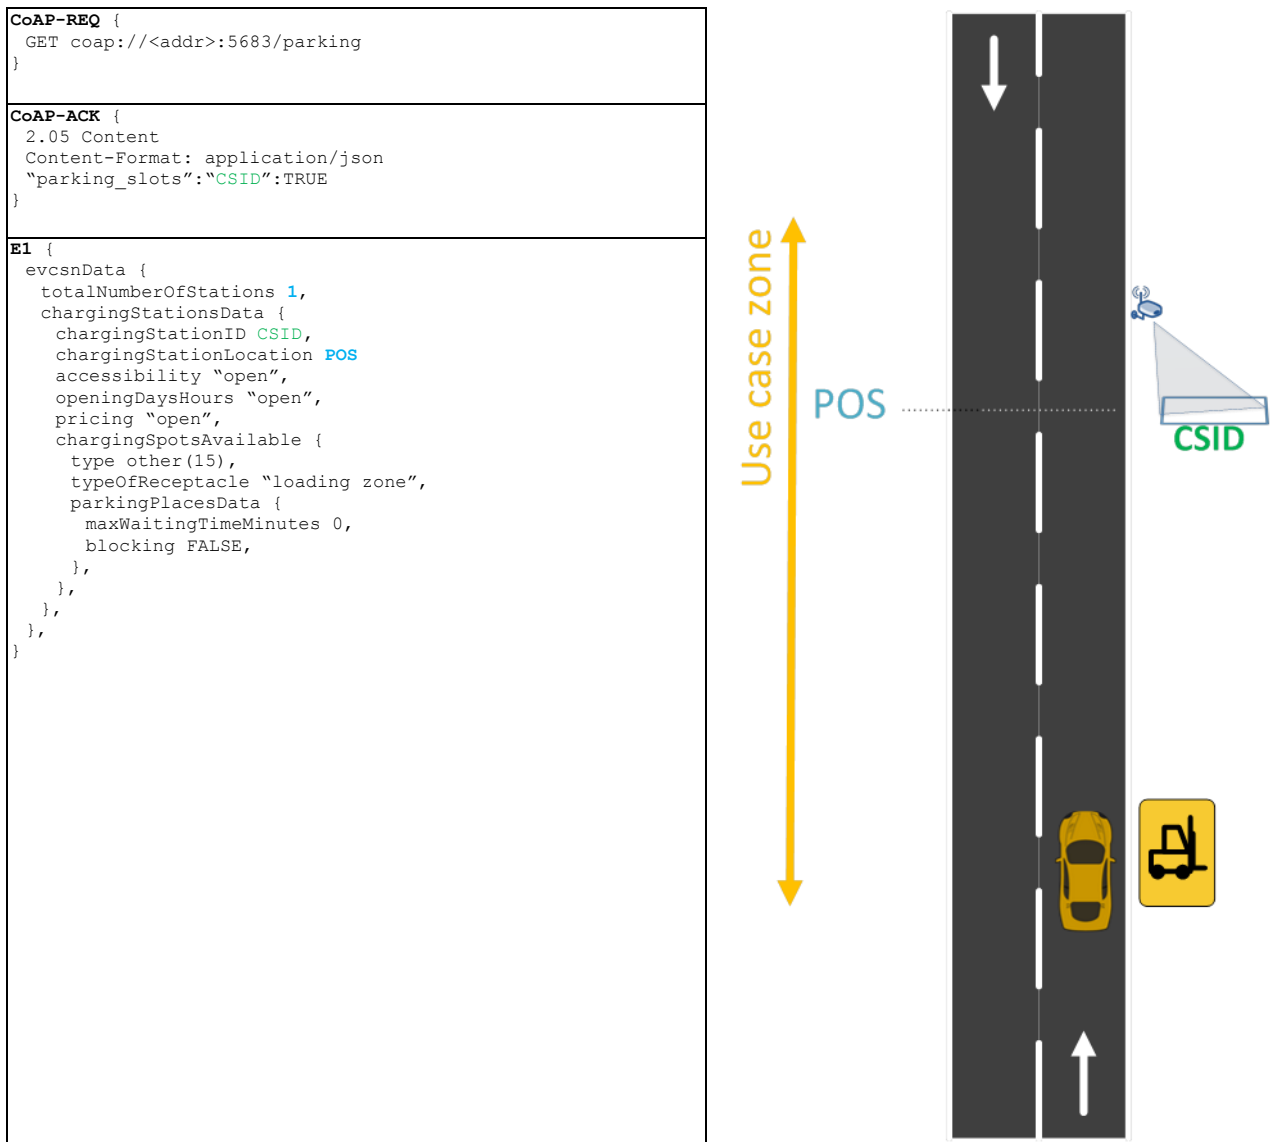 CoAP-REQ {
GET coap://<addr>:5683/parking
}
CoAP-ACK {
2.05 Content
Content-Format: application/json
“parking_slots”:“CSID”:TRUE
}
E1 {
evcsnData {
totalNumberOfStations 1,
chargingStationsData {
chargingStationID CSID,
chargingStationLocation POS
accessibility “open”,
openingDaysHours “open”,
pricing “open”,
chargingSpotsAvailable {
type other(15),
typeOfReceptacle “loading zone”,
parkingPlacesData {
maxWaitingTimeMinutes 0,
blocking FALSE,
},
},
},
},
}
Use case zone
POS
CSID